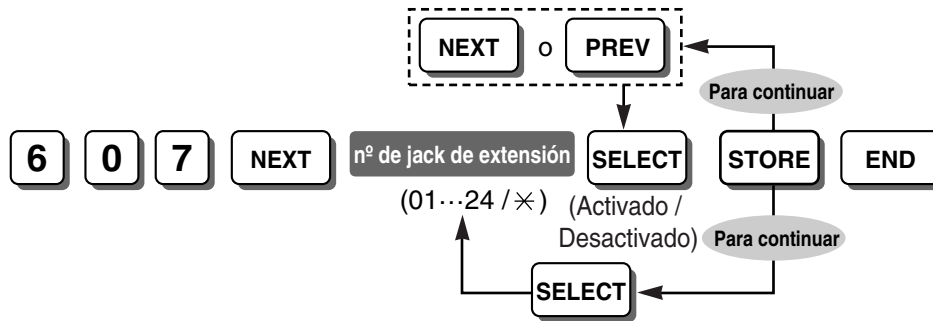 NEXT o PREV
Para continuar
6 0 7 NEXT nº de jack de extensión SELECT STORE END
(01···24 / ✳) (Activado / Desactivado)
Para continuar
SELECT